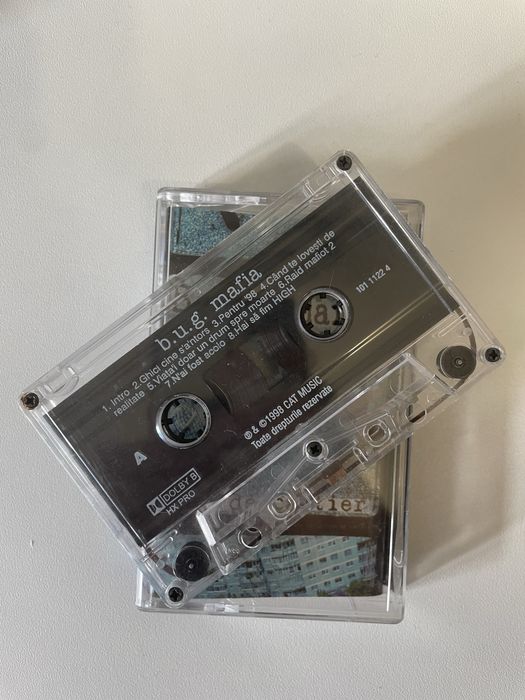 b.u.g. mafia
1. Intro 2.Ghici cine s'a'ntors 3.Pentru '98 4.Când te lovești de
realitate 5.Viața'i doar un drum spre moarte 6.Raid mafiot 2
7.N'ai fost acolo 8.Hai să fim HIGH
101 1122 4
A
DOLBY B
HX PRO
℗ & ©1998 CAT MUSIC
Toate drepturile rezervate
de cartier